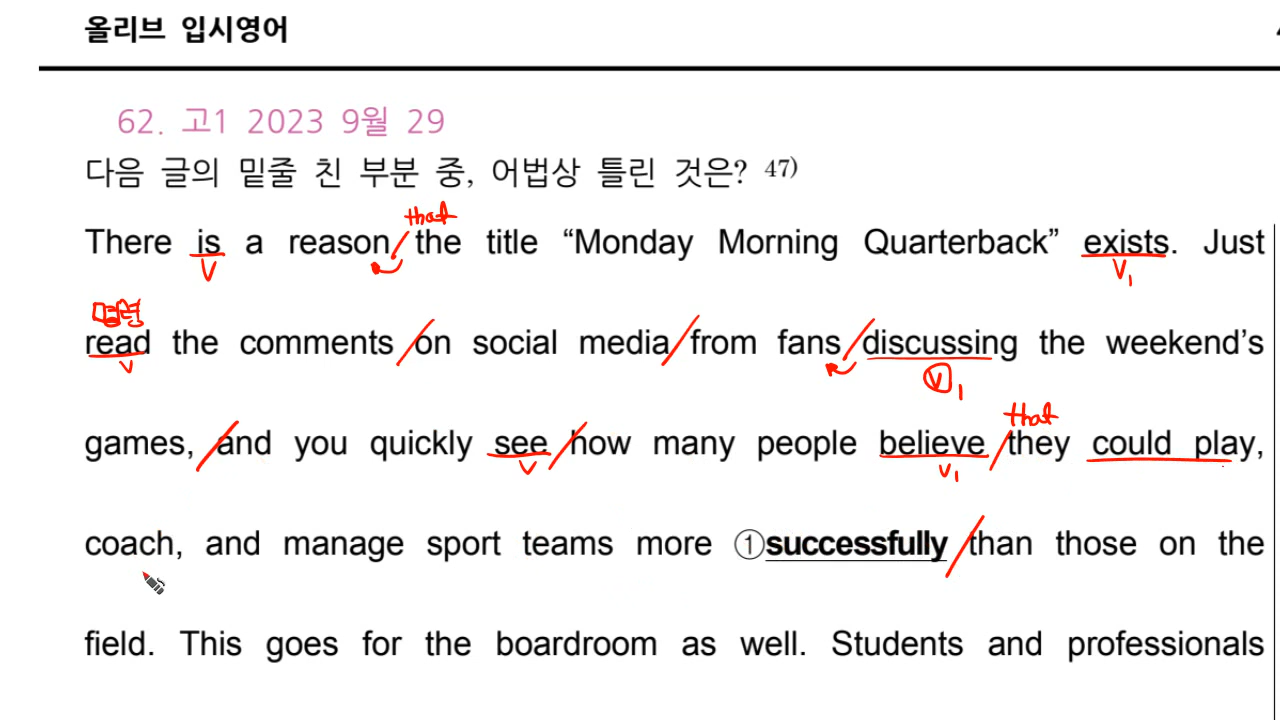 올리브 입시영어
62. 고1 2023 9월 29
다음 글의 밑줄 친 부분 중, 어법상 틀린 것은? 47)
that
There is a reason the title “Monday Morning Quarterback” exists. Just
V V1
명령
read the comments on social media from fans discussing the weekend’s
V V1
that
games, and you quickly see how many people believe they could play,
V V1
coach, and manage sport teams more ①successfully than those on the
field. This goes for the boardroom as well. Students and professionals